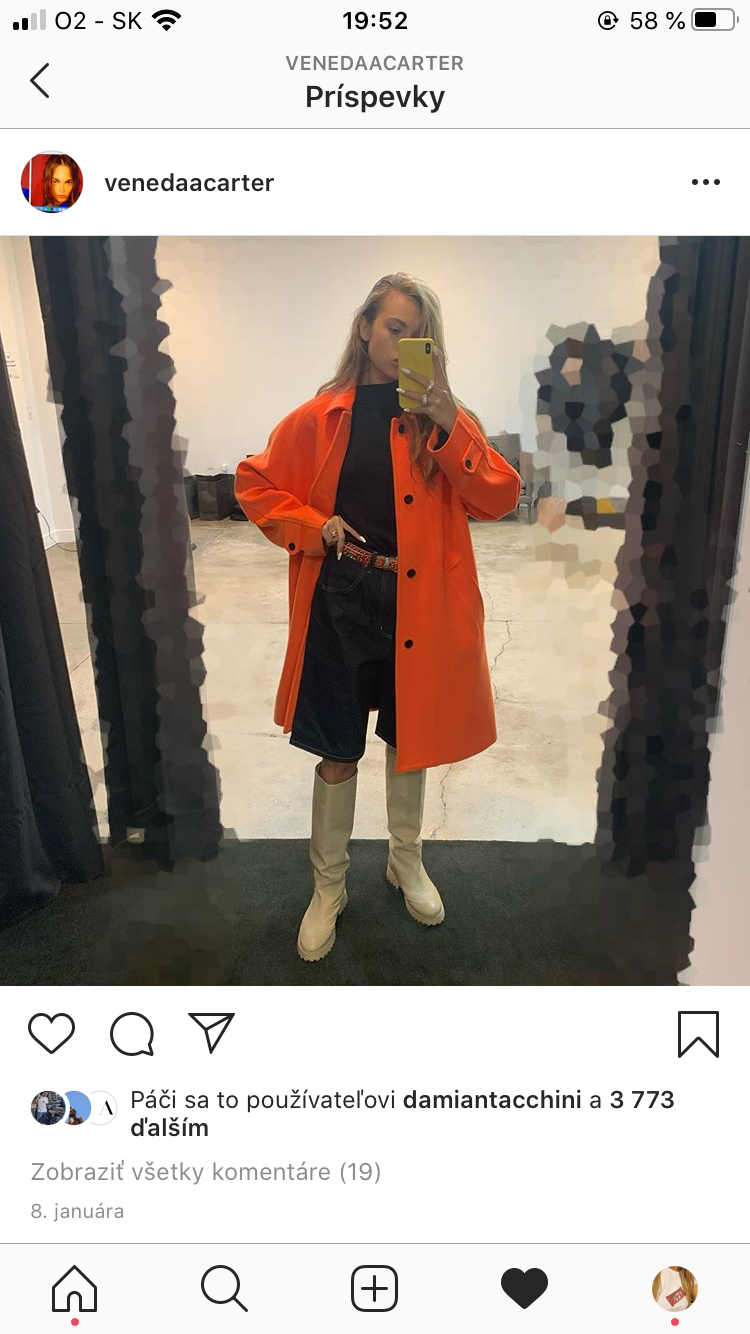 O2 - SK 19:52 58 %
VENEDAACARTER
Príspevky
venedaacarter
Páči sa to používateľovi damiantacchini a 3 773
ďalším
Zobraziť všetky komentáre (19)
8. januára